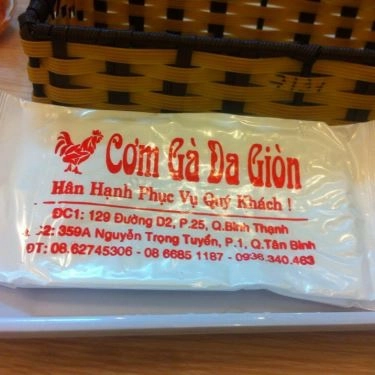 Cơm Gà Da Giòn
Hân Hạnh Phục Vụ Quý Khách !
ĐC1: 129 Đường D2, P.25, Q.Bình Thạnh
C2: 359A Nguyễn Trọng Tuyển, P.1, Q.Tân Bình
ĐT: 08.62745306 - 08 6685 1187 - 0936.340.463